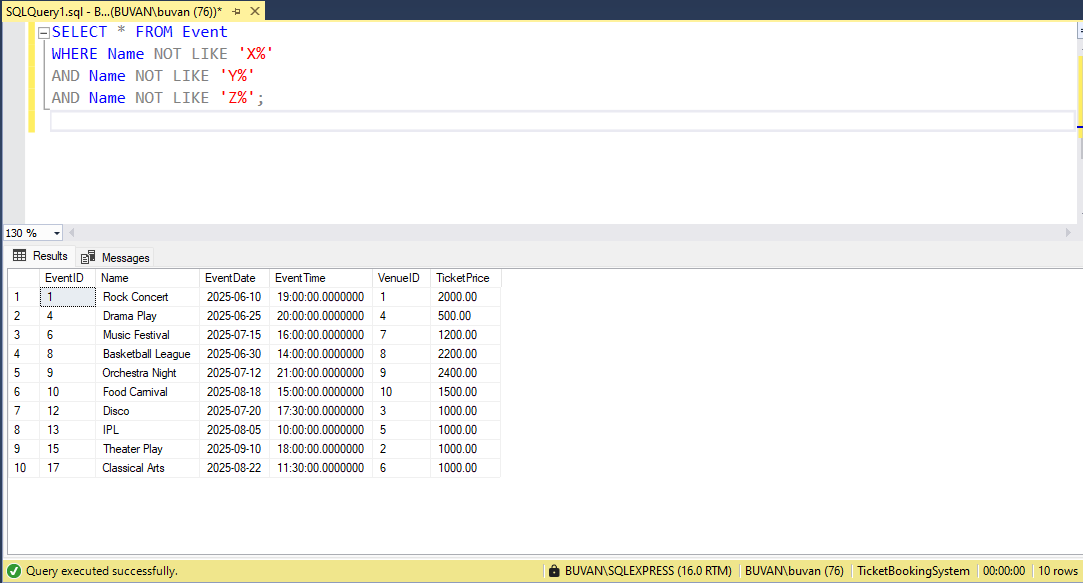 SQLQuery1.sql - B...(BUVAN\buvan (76))*
SELECT * FROM Event
WHERE Name NOT LIKE 'X%'
AND Name NOT LIKE 'Y%'
AND Name NOT LIKE 'Z%';
130 %
Results Messages
EventID Name EventDate EventTime VenueID TicketPrice
1 1 Rock Concert 2025-06-10 19:00:00.0000000 1 2000.00
2 4 Drama Play 2025-06-25 20:00:00.0000000 4 500.00
3 6 Music Festival 2025-07-15 16:00:00.0000000 7 1200.00
4 8 Basketball League 2025-06-30 14:00:00.0000000 8 2200.00
5 9 Orchestra Night 2025-07-12 21:00:00.0000000 9 2400.00
6 10 Food Carnival 2025-08-18 15:00:00.0000000 10 1500.00
7 12 Disco 2025-07-20 17:30:00.0000000 3 1000.00
8 13 IPL 2025-08-05 10:00:00.0000000 5 1000.00
9 15 Theater Play 2025-09-10 18:00:00.0000000 2 1000.00
10 17 Classical Arts 2025-08-22 11:30:00.0000000 6 1000.00
Query executed successfully. BUVAN\SQLEXPRESS (16.0 RTM) BUVAN\buvan (76) TicketBookingSystem 00:00:00 10 rows